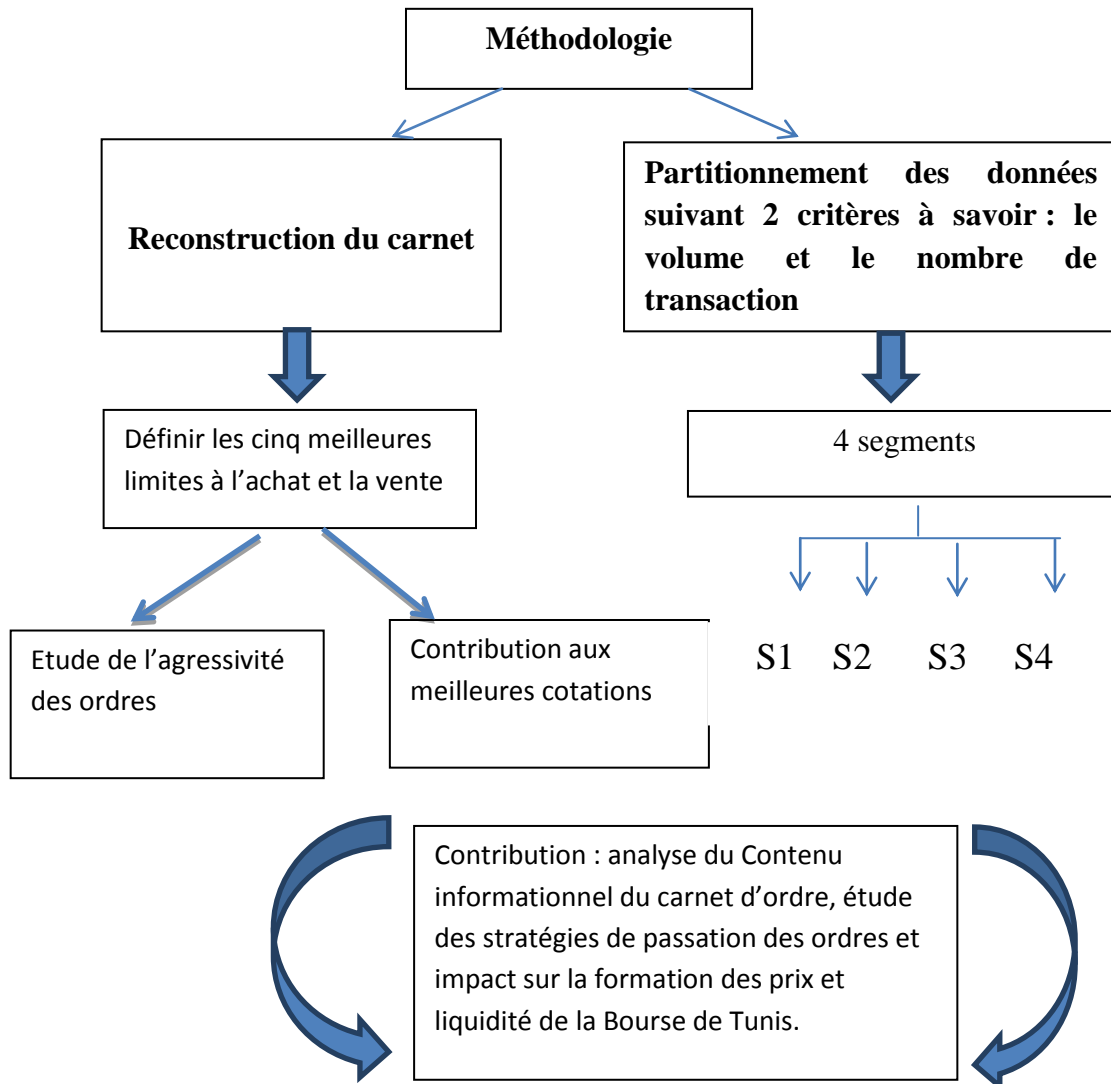 Méthodologie
Reconstruction du carnet
Partitionnement des données
suivant 2 critères à savoir : le
volume et le nombre de
transaction
Définir les cinq meilleures
limites à l’achat et la vente
4 segments
Etude de l’agressivité
des ordres
Contribution aux
meilleures cotations
S1 S2 S3 S4
Contribution : analyse du Contenu
informationnel du carnet d’ordre, étude
des stratégies de passation des ordres et
impact sur la formation des prix et
liquidité de la Bourse de Tunis.